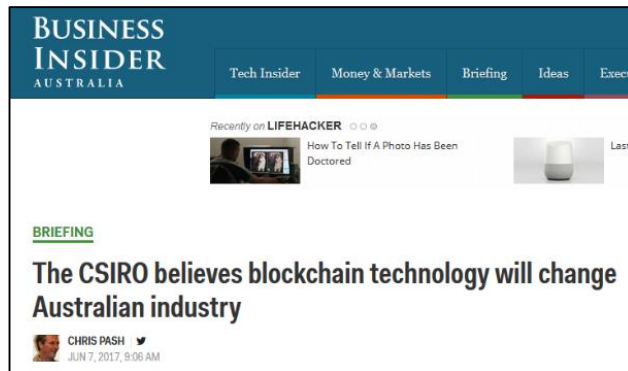 BUSINESS
INSIDER
AUSTRALIA
Tech Insider Money & Markets Briefing Ideas
Recently on LIFEHACKER
How To Tell If A Photo Has Been
Doctored
BRIEFING
The CSIRO believes blockchain technology will change
Australian industry
CHRIS PASH
JUN 7, 2017, 9:06 AM